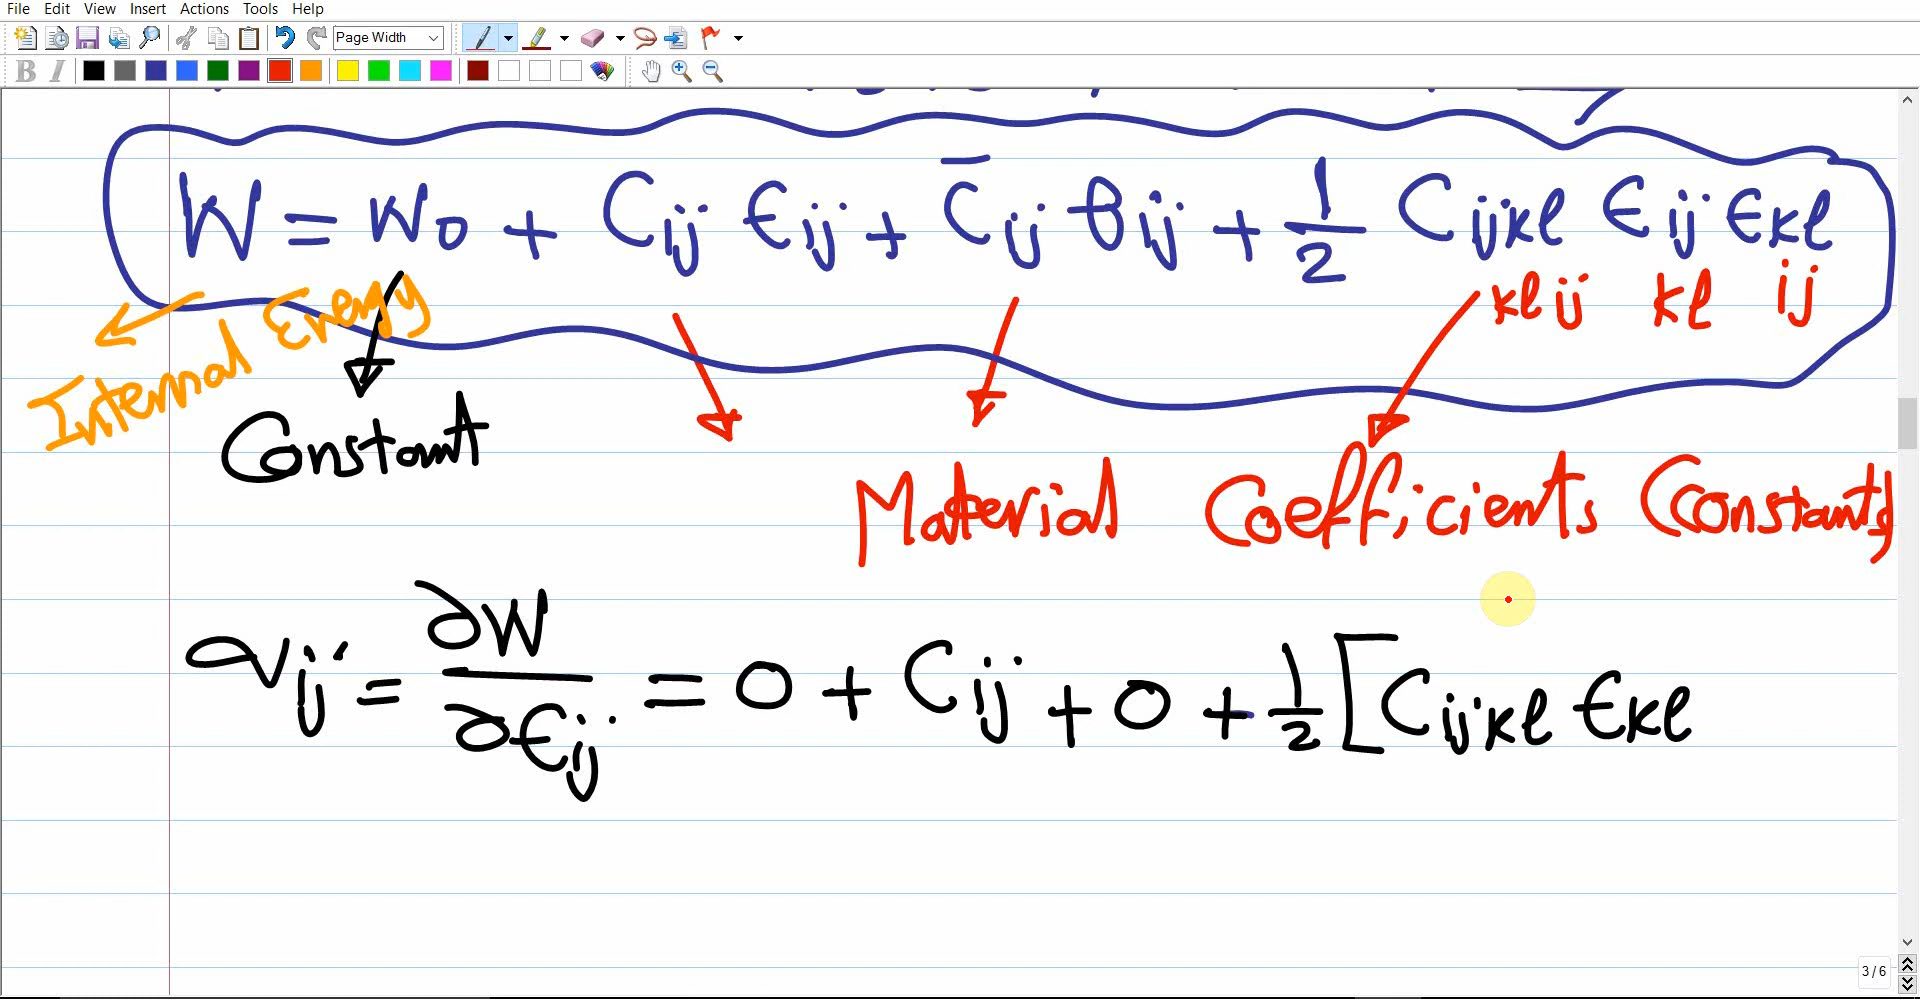 File Edit View Insert Actions Tools Help
Page Width
B I
W = W0 + Cij ϵij + C̅ij θij + 1/2 Cijkl ϵij ϵkl
klij kl ij
Internal Energy
Constant
Material Coefficients (Constants)
σij = ∂W/∂ϵij = 0 + Cij + 0 + 1/2 [Cijkl ϵkl
3 / 6